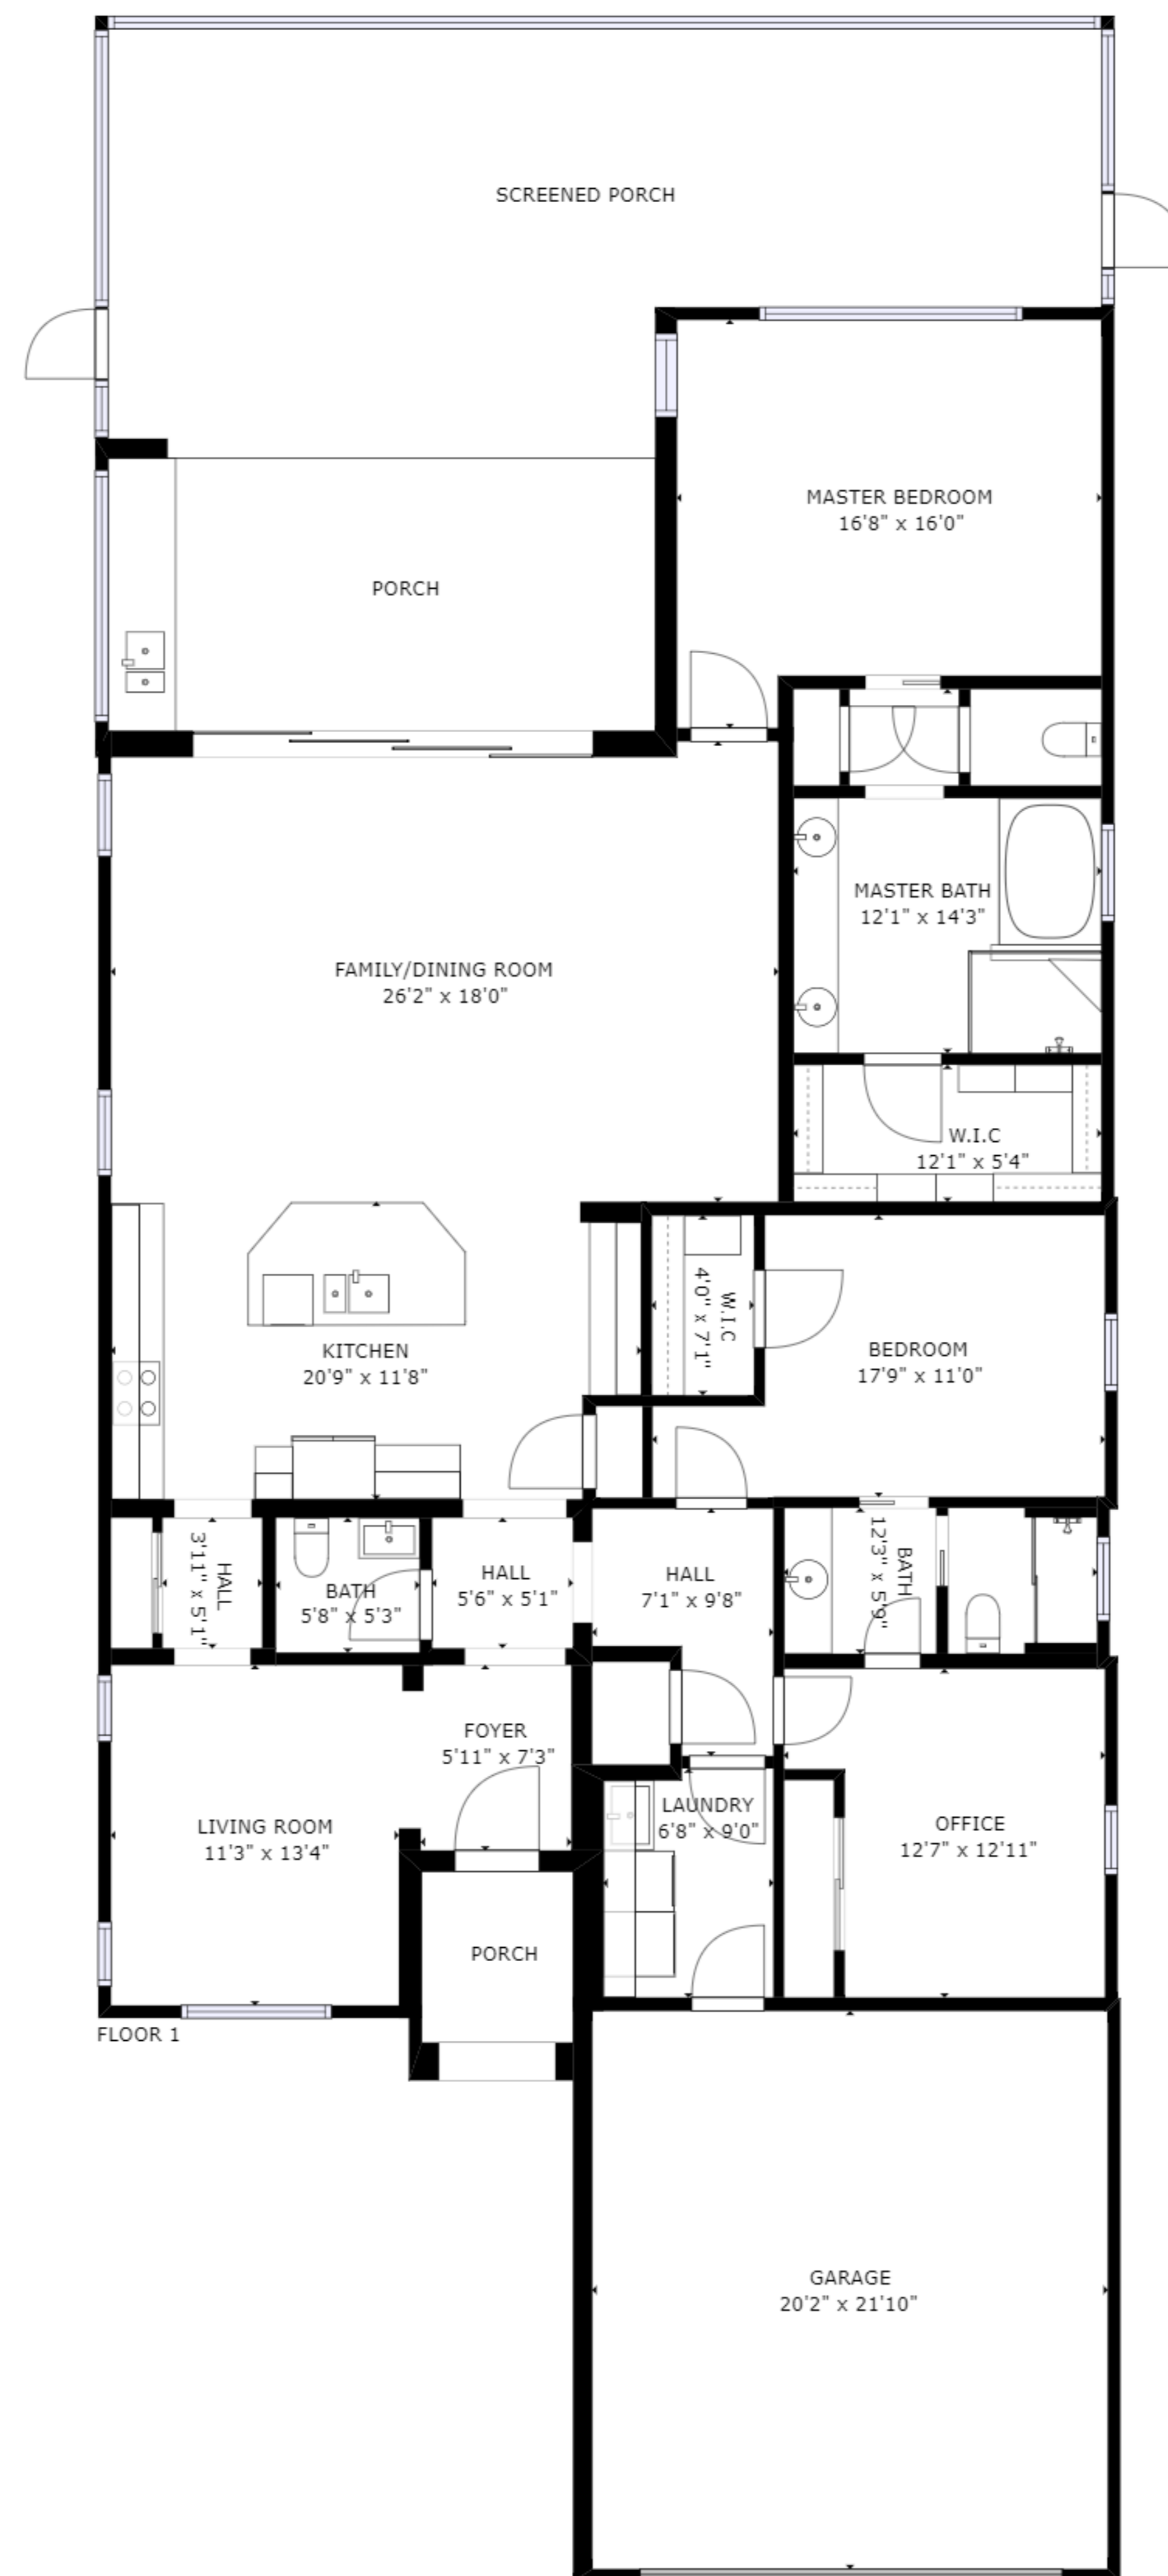 SCREENED PORCH
MASTER BEDROOM
16'8" x 16'0"
PORCH
MASTER BATH
12'1" x 14'3"
FAMILY/DINING ROOM
26'2" x 18'0"
W.I.C
12'1" x 5'4"
W.I.C
4'0" x 7'1"
KITCHEN
20'9" x 11'8"
BEDROOM
17'9" x 11'0"
HALL
3'11" x 5'1"
BATH
5'8" x 5'3"
HALL
5'6" x 5'1"
HALL
7'1" x 9'8"
BATH
12'3" x 5'9"
FOYER
5'11" x 7'3"
LIVING ROOM
11'3" x 13'4"
LAUNDRY
6'8" x 9'0"
OFFICE
12'7" x 12'11"
PORCH
FLOOR 1
GARAGE
20'2" x 21'10"